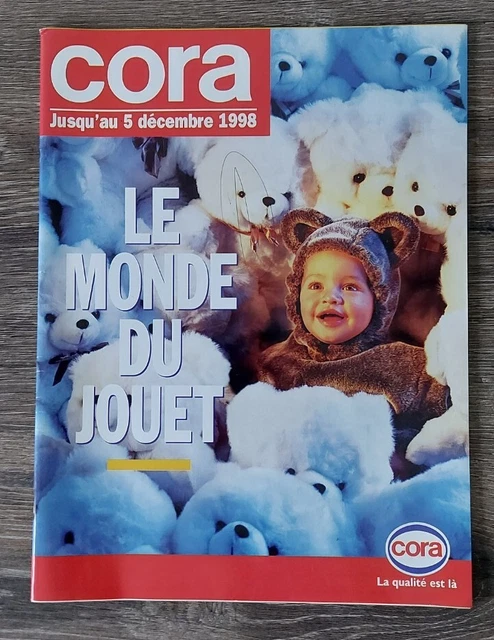 cora
Jusqu'au 5 décembre 1998
LE
MONDE
DU
JOUET
cora
La qualité est là